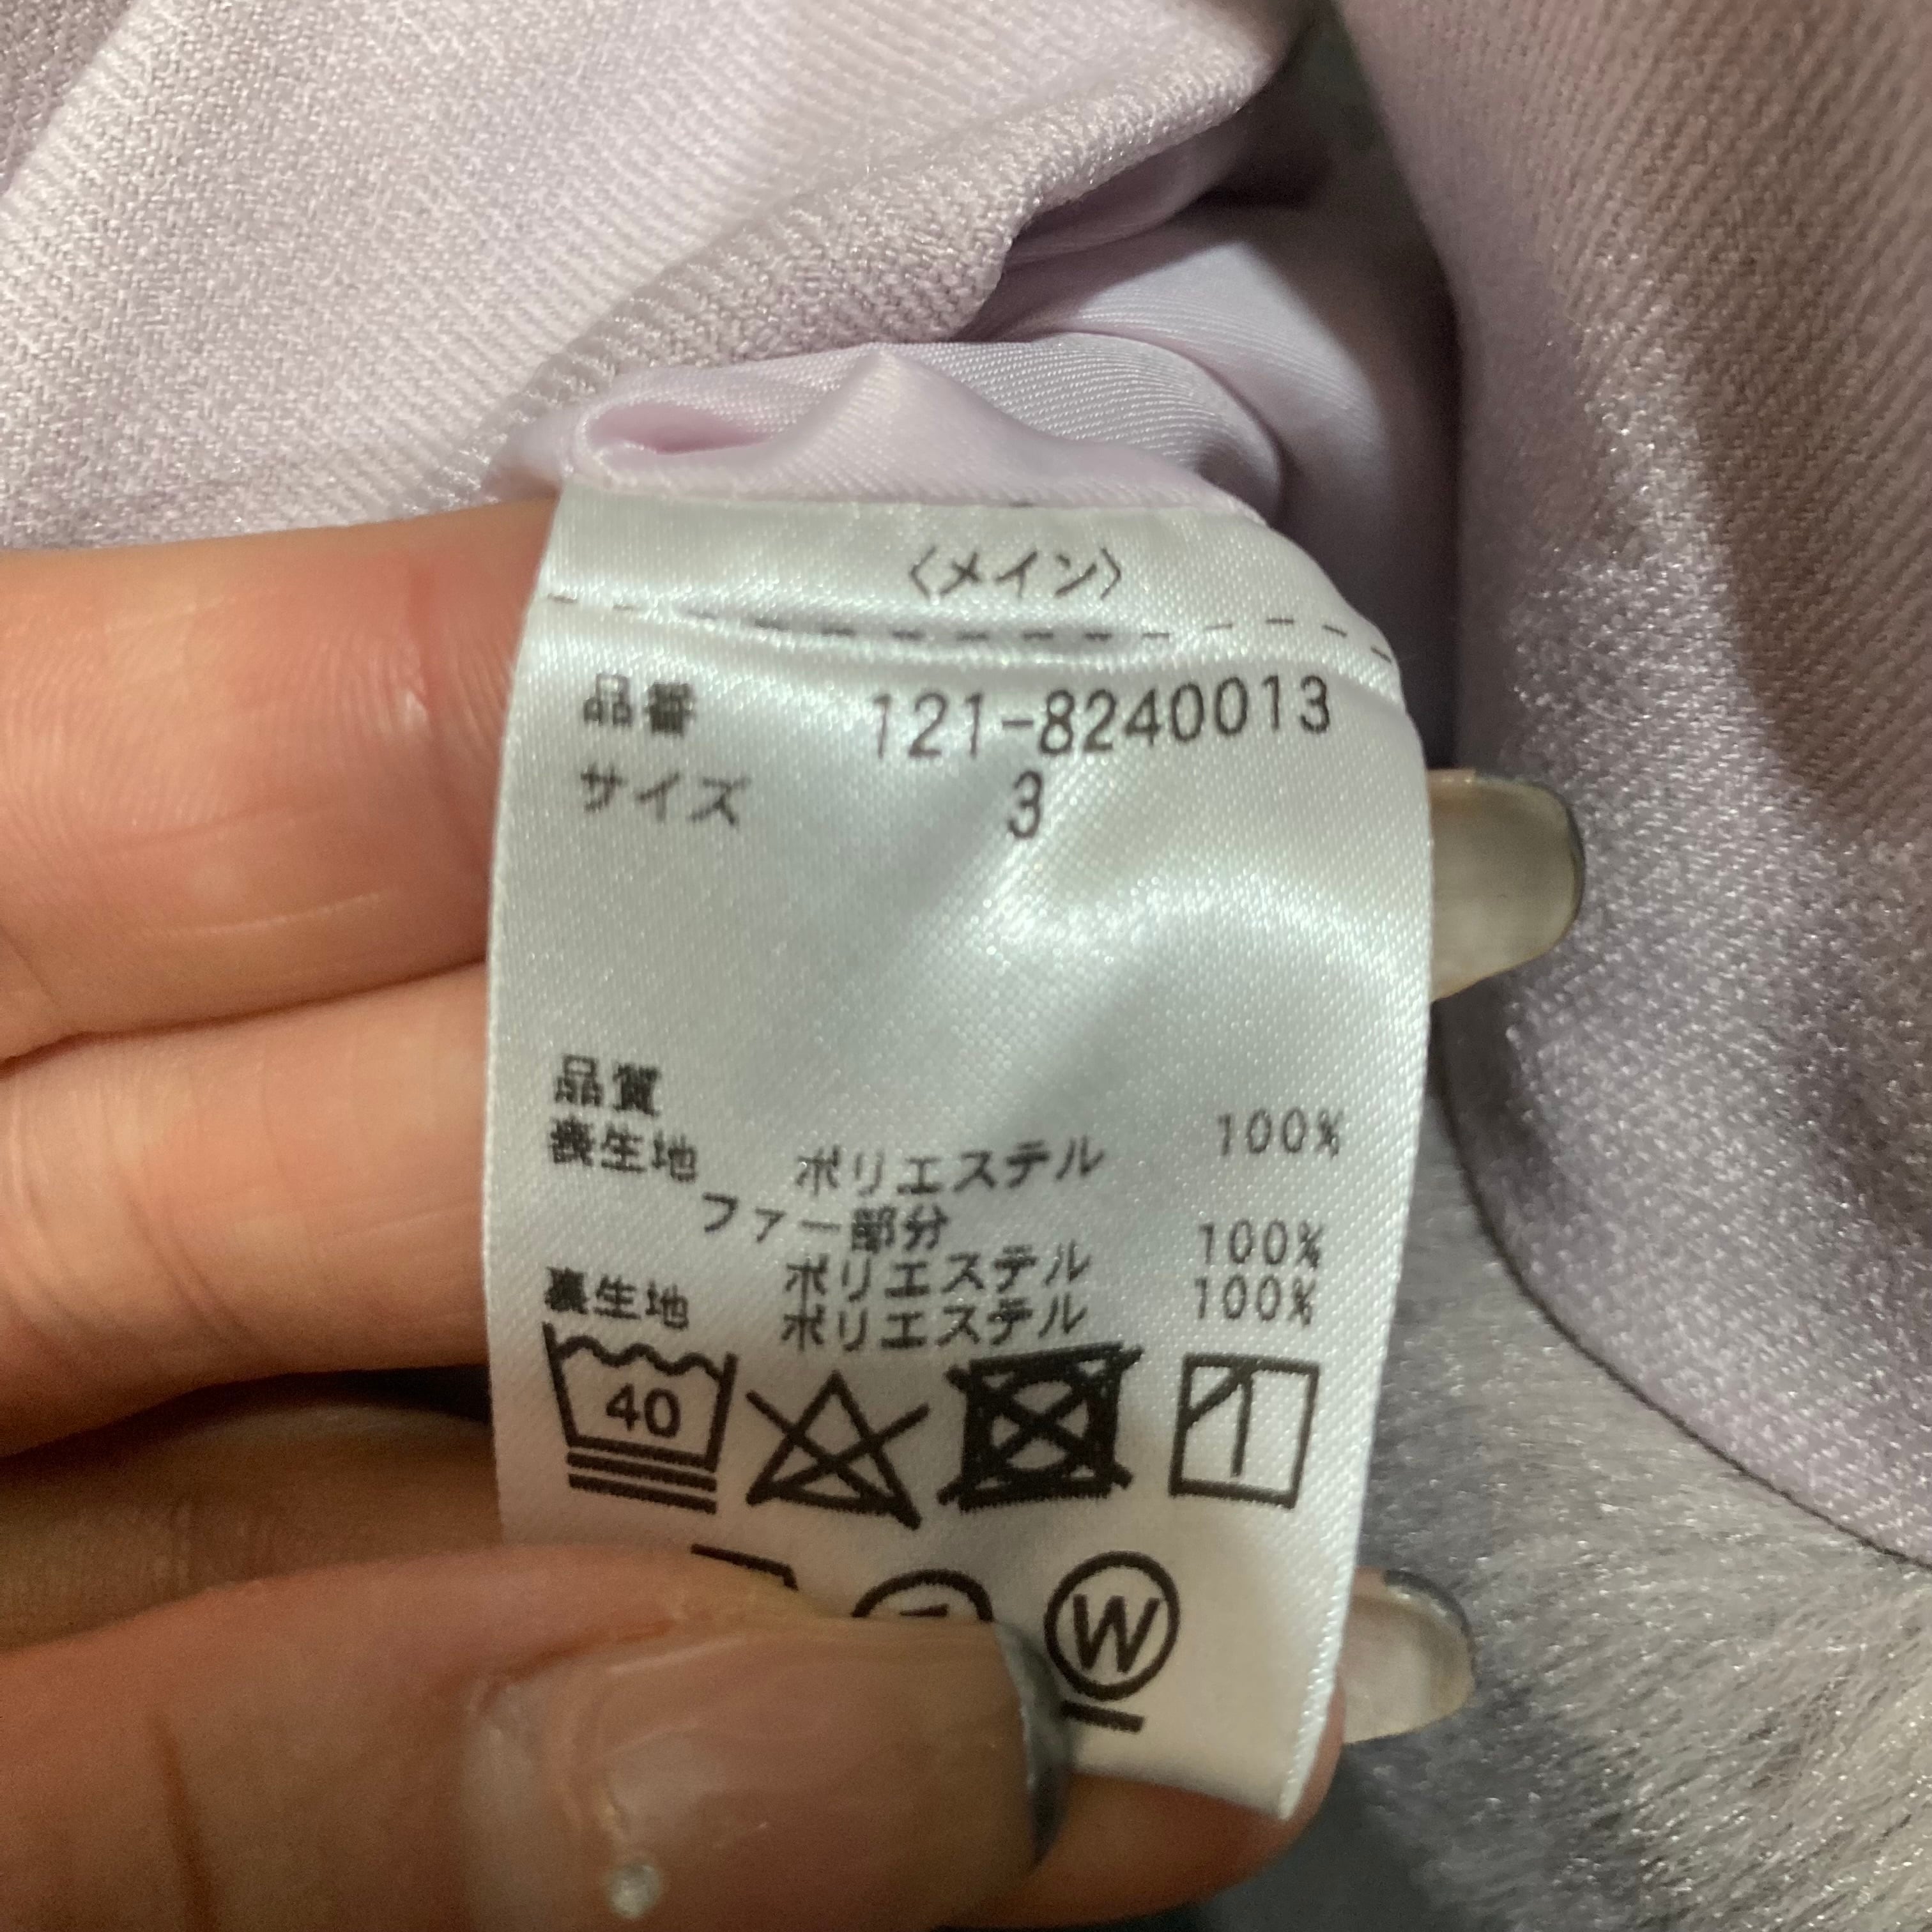 〈メイン〉
品番 121-8240013
サイズ 3
品質
表生地 ポリエステル 100%
ファー部分
ポリエステル 100%
裏生地 ポリエステル 100%
40
W